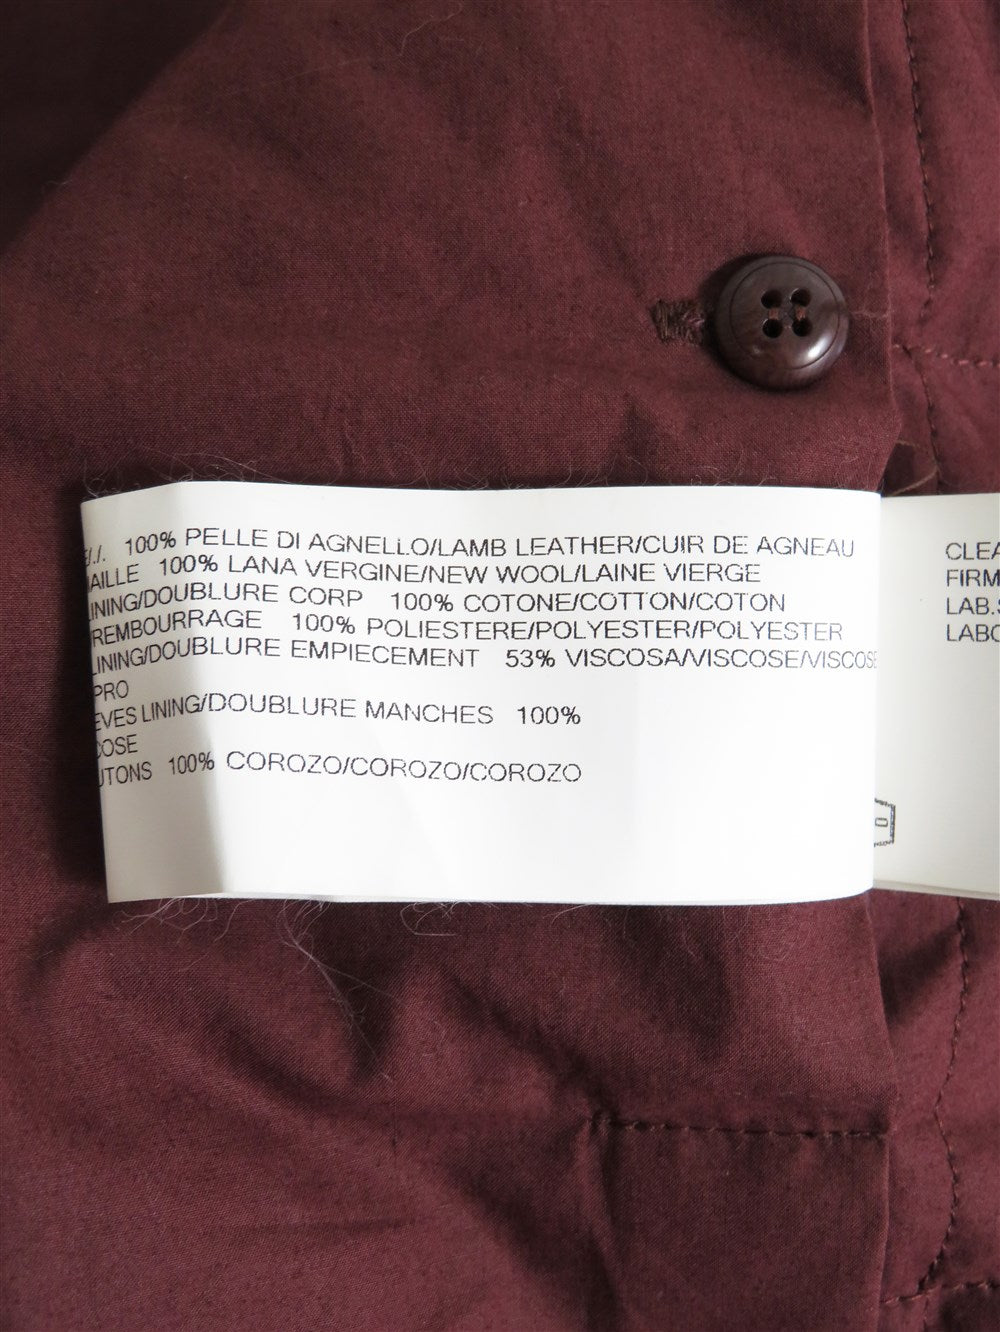 ./. 100% PELLE DI AGNELLO/LAMB LEATHER/CUIR DE AGNEAU
AILLE 100% LANA VERGINE/NEW WOOL/LAINE VIERGE
LINING/DOUBLURE CORP 100% COTONE/COTTON/COTON
REMBOURRAGE 100% POLIESTERE/POLYESTER/POLYESTER
LINING/DOUBLURE EMPIECEMENT 53% VISCOSA/VISCOSE/VISCOSE
PRO
EVES LINING/DOUBLURE MANCHES 100%
COSE
UTONS 100% COROZO/COROZO/COROZO
CLEA
FIRM
LAB.S
LABO